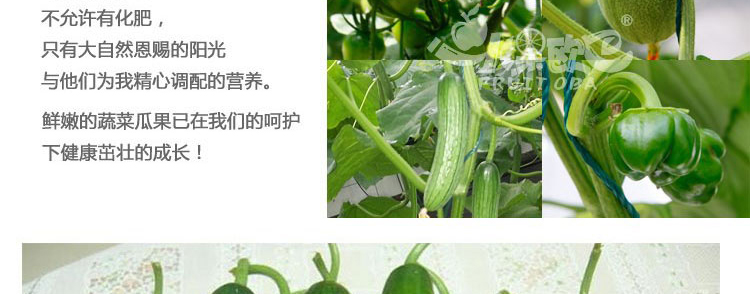 不允许有化肥，
只有大自然恩赐的阳光
与他们为我精心调配的营养。
鲜嫩的蔬菜瓜果已在我们的呵护
下健康茁壮的成长！
®
FRUITOBA